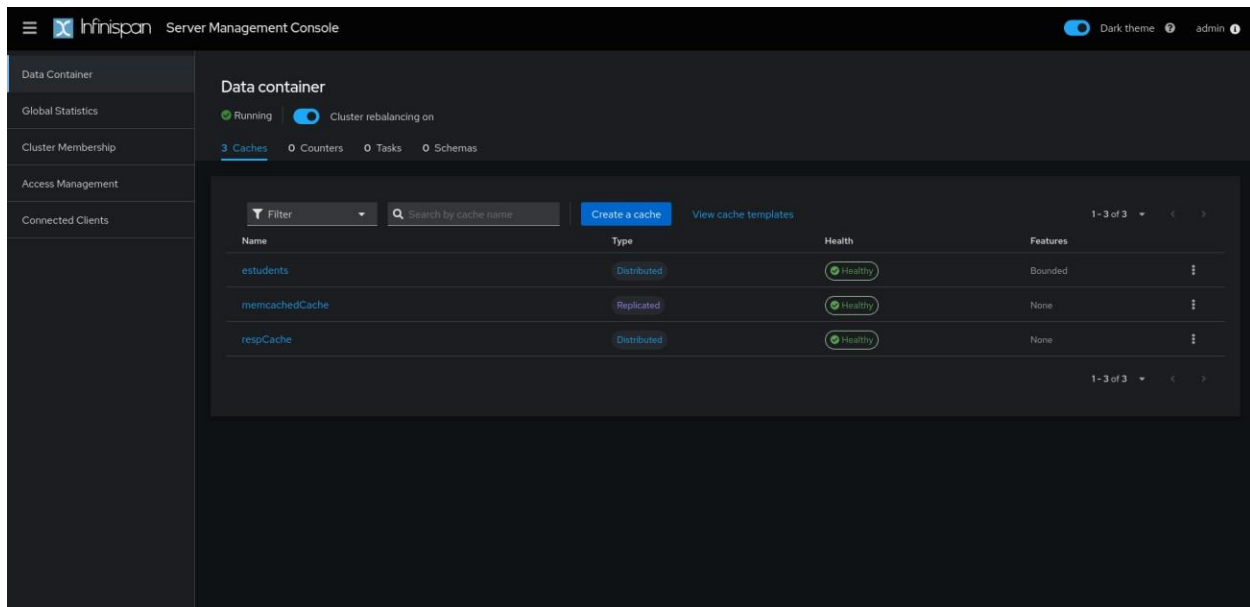 Infinispan Server Management Console Dark theme admin
Data Container
Global Statistics
Cluster Membership
Access Management
Connected Clients
Data container
Running Cluster rebalancing on
3 Caches 0 Counters 0 Tasks 0 Schemas
Filter Search by cache name Create a cache View cache templates 1 - 3 of 3
Name Type Health Features
estudents Distributed Healthy Bounded
memcachedCache Replicated Healthy None
respCache Distributed Healthy None
1 - 3 of 3